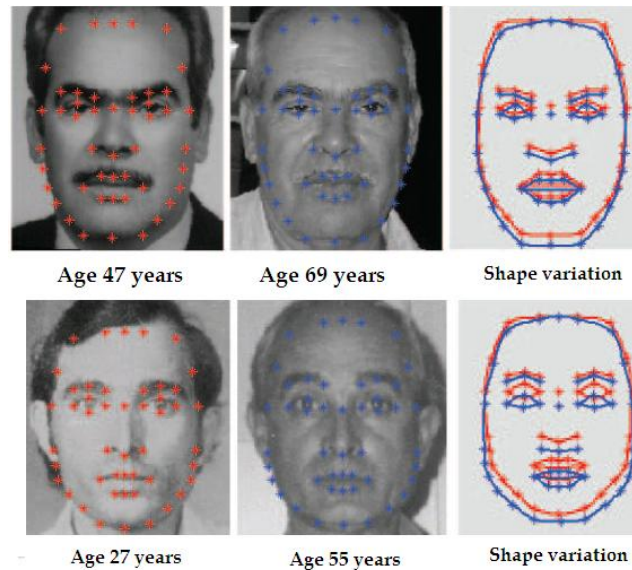 Age 47 years
Age 69 years
Shape variation
Age 27 years
Age 55 years
Shape variation